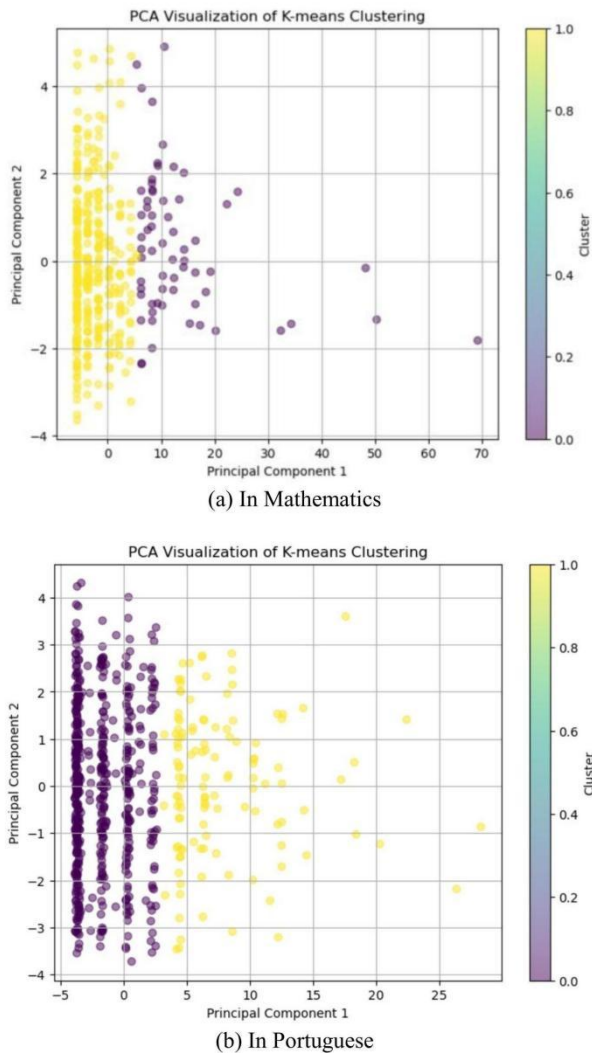 PCA Visualization of K-means Clustering
Principal Component 2
4
2
0
−2
−4
0 10 20 30 40 50 60 70
Principal Component 1
1.0
0.8
0.6
0.4
0.2
0.0
Cluster
(a) In Mathematics
PCA Visualization of K-means Clustering
Principal Component 2
4
3
2
1
0
−1
−2
−3
−4
−5 0 5 10 15 20 25
Principal Component 1
1.0
0.8
0.6
0.4
0.2
0.0
Cluster
(b) In Portuguese